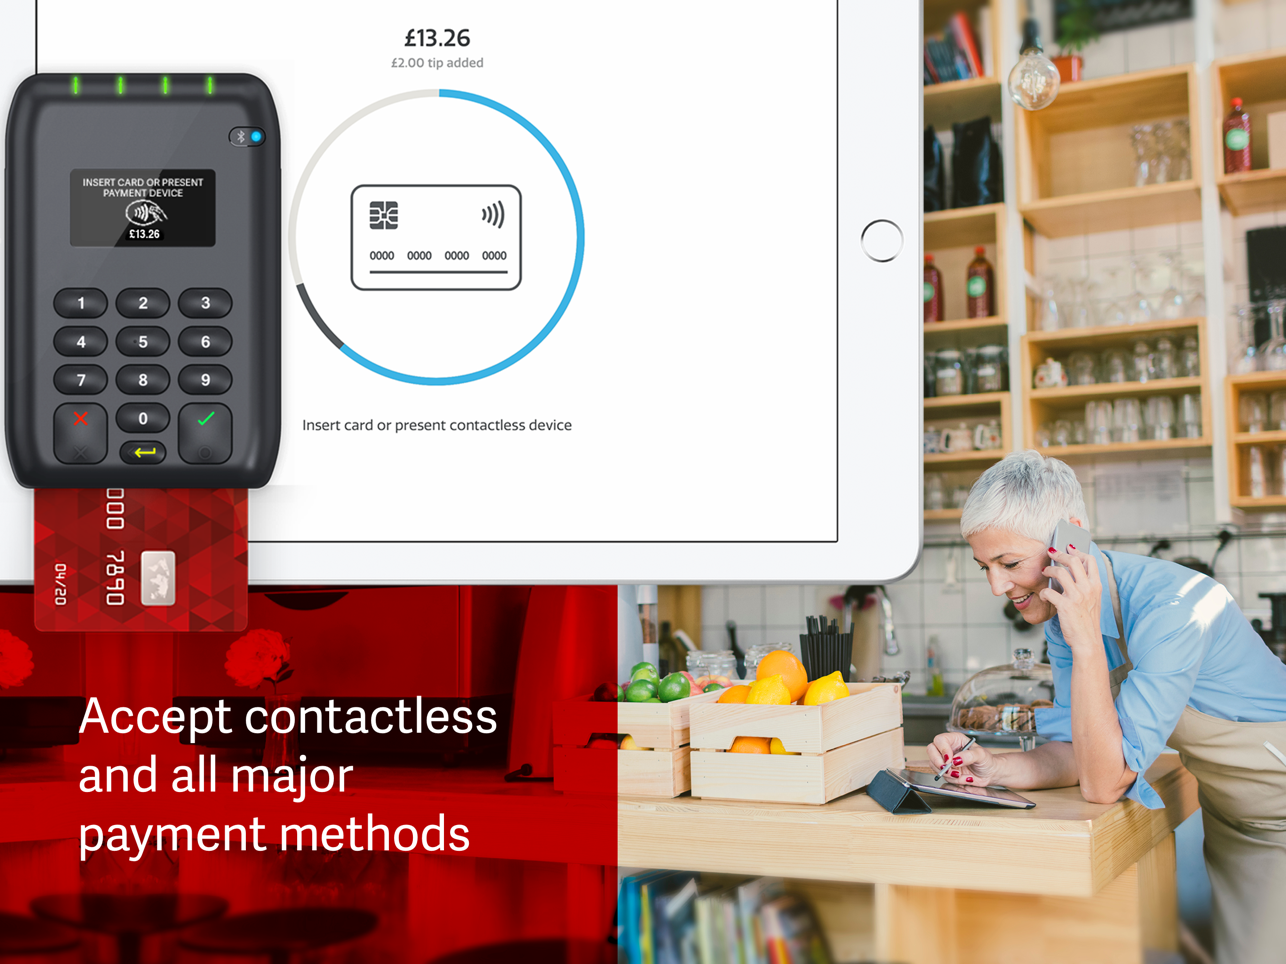 £13.26
£2.00 tip added
INSERT CARD OR PRESENT
PAYMENT DEVICE
£13.26
0000 0000 0000 0000
Insert card or present contactless device
1 2 3
4 5 6
7 8 9
0
000 7890
04/20
Accept contactless
and all major
payment methods